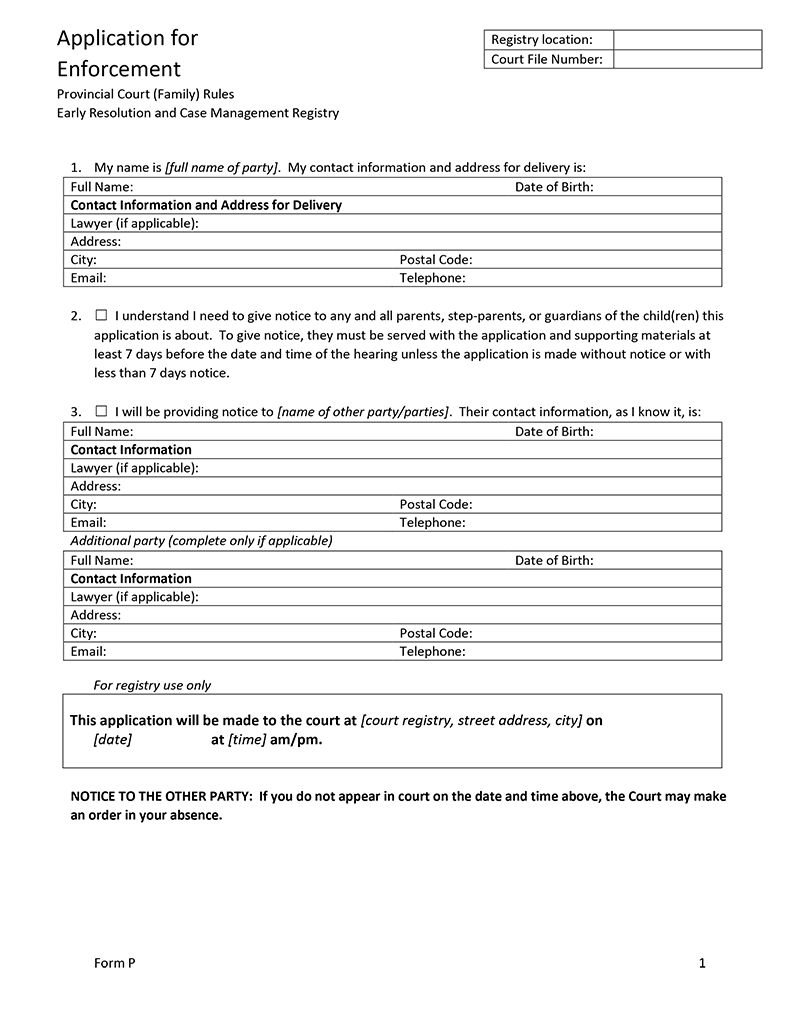 Application for
Enforcement
Registry location:
Court File Number:
Provincial Court (Family) Rules
Early Resolution and Case Management Registry
1. My name is [full name of party]. My contact information and address for delivery is:
Full Name: Date of Birth:
Contact Information and Address for Delivery
Lawyer (if applicable):
Address:
City: Postal Code:
Email: Telephone:
2. ☐ I understand I need to give notice to any and all parents, step-parents, or guardians of the child(ren) this
application is about. To give notice, they must be served with the application and supporting materials at
least 7 days before the date and time of the hearing unless the application is made without notice or with
less than 7 days notice.
3. ☐ I will be providing notice to [name of other party/parties]. Their contact information, as I know it, is:
Full Name: Date of Birth:
Contact Information
Lawyer (if applicable):
Address:
City: Postal Code:
Email: Telephone:
Additional party (complete only if applicable)
Full Name: Date of Birth:
Contact Information
Lawyer (if applicable):
Address:
City: Postal Code:
Email: Telephone:
For registry use only
This application will be made to the court at [court registry, street address, city] on
[date] at [time] am/pm.
NOTICE TO THE OTHER PARTY: If you do not appear in court on the date and time above, the Court may make
an order in your absence.
Form P 1